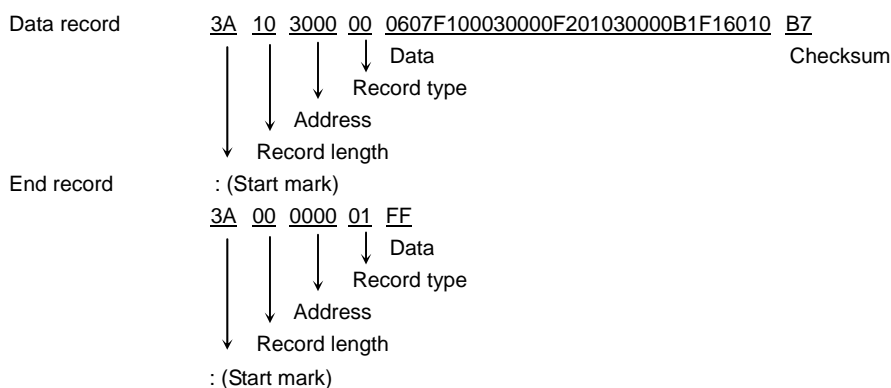 Data record 3A 10 3000 00 0607F100030000F201030000B1F16010 B7
Data Checksum
Record type
Address
Record length
End record : (Start mark)
3A 00 0000 01 FF
Data
Record type
Address
Record length
: (Start mark)